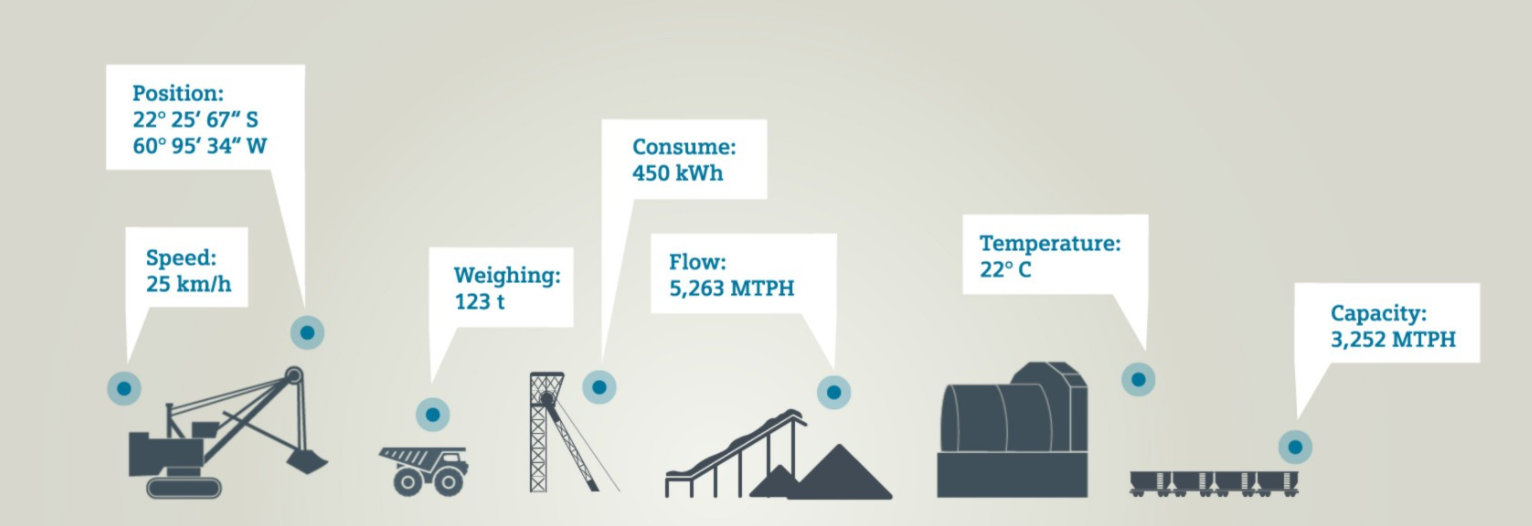 Position:
22° 25′ 67″ S
60° 95′ 34″ W
Speed:
25 km/h
Weighing:
123 t
Consume:
450 kWh
Flow:
5,263 MTPH
Temperature:
22° C
Capacity:
3,252 MTPH